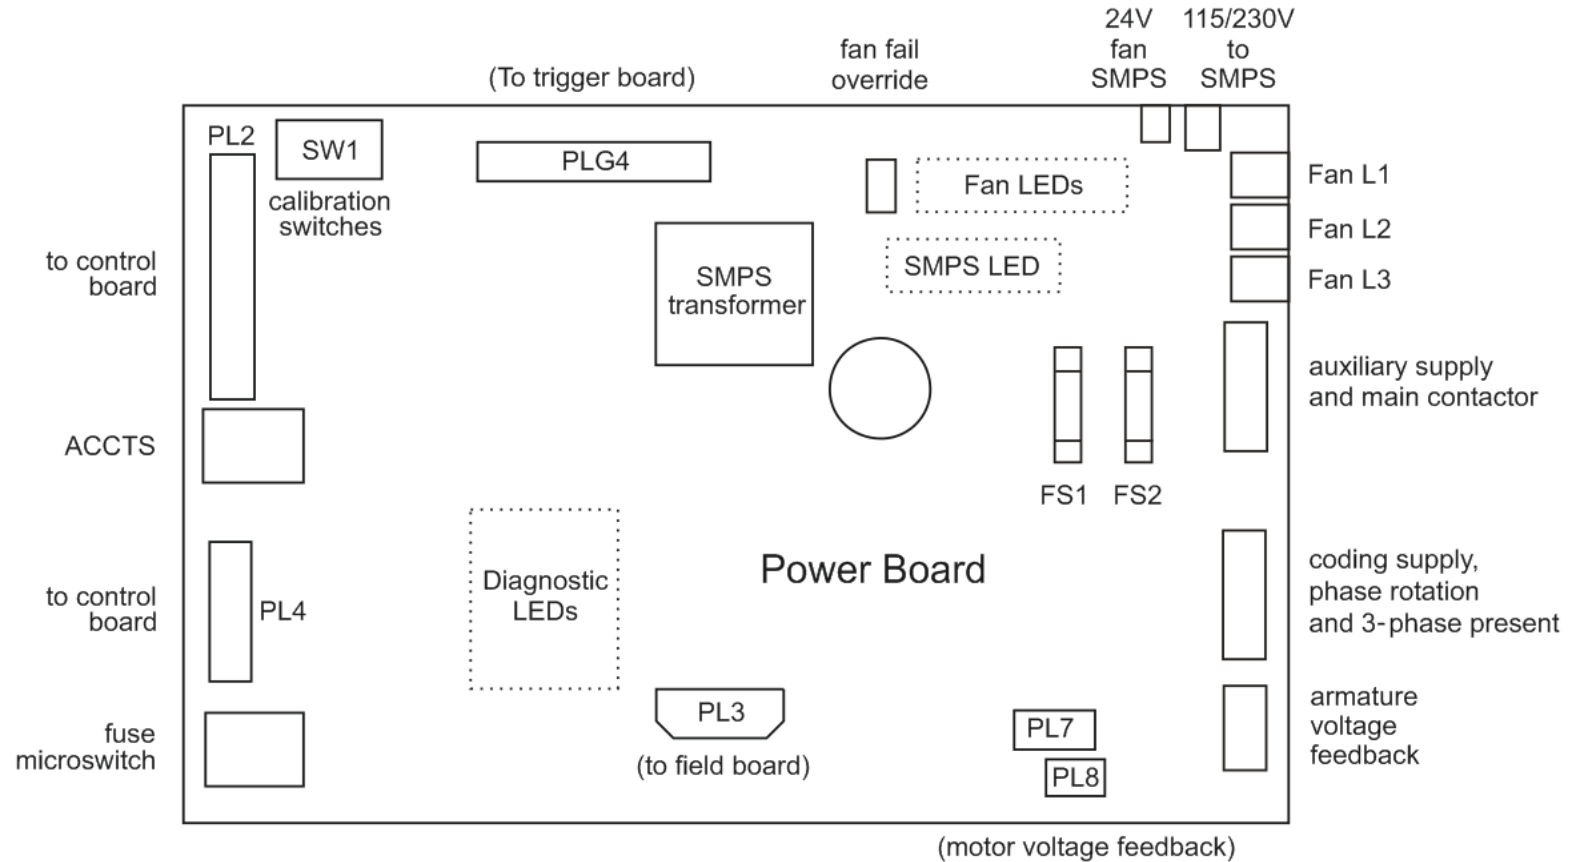 24V
fan
SMPS
115/230V
to
SMPS
fan fail
override
(To trigger board)
PL2
SW1
calibration
switches
PLG4
Fan LEDs
SMPS LED
SMPS
transformer
Fan L1
Fan L2
Fan L3
to control
board
auxiliary supply
and main contactor
ACCTS
FS1
FS2
Power Board
Diagnostic
LEDs
coding supply,
phase rotation
and 3-phase present
to control
board
PL4
PL3
(to field board)
PL7
PL8
armature
voltage
feedback
fuse
microswitch
(motor voltage feedback)